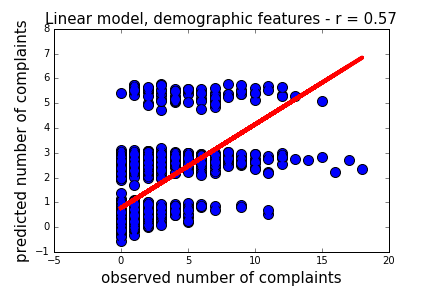 Linear model, demographic features - r = 0.57
8
7
6
5
4
3
2
1
0
−1
predicted number of complaints
−5 0 5 10 15 20
observed number of complaints